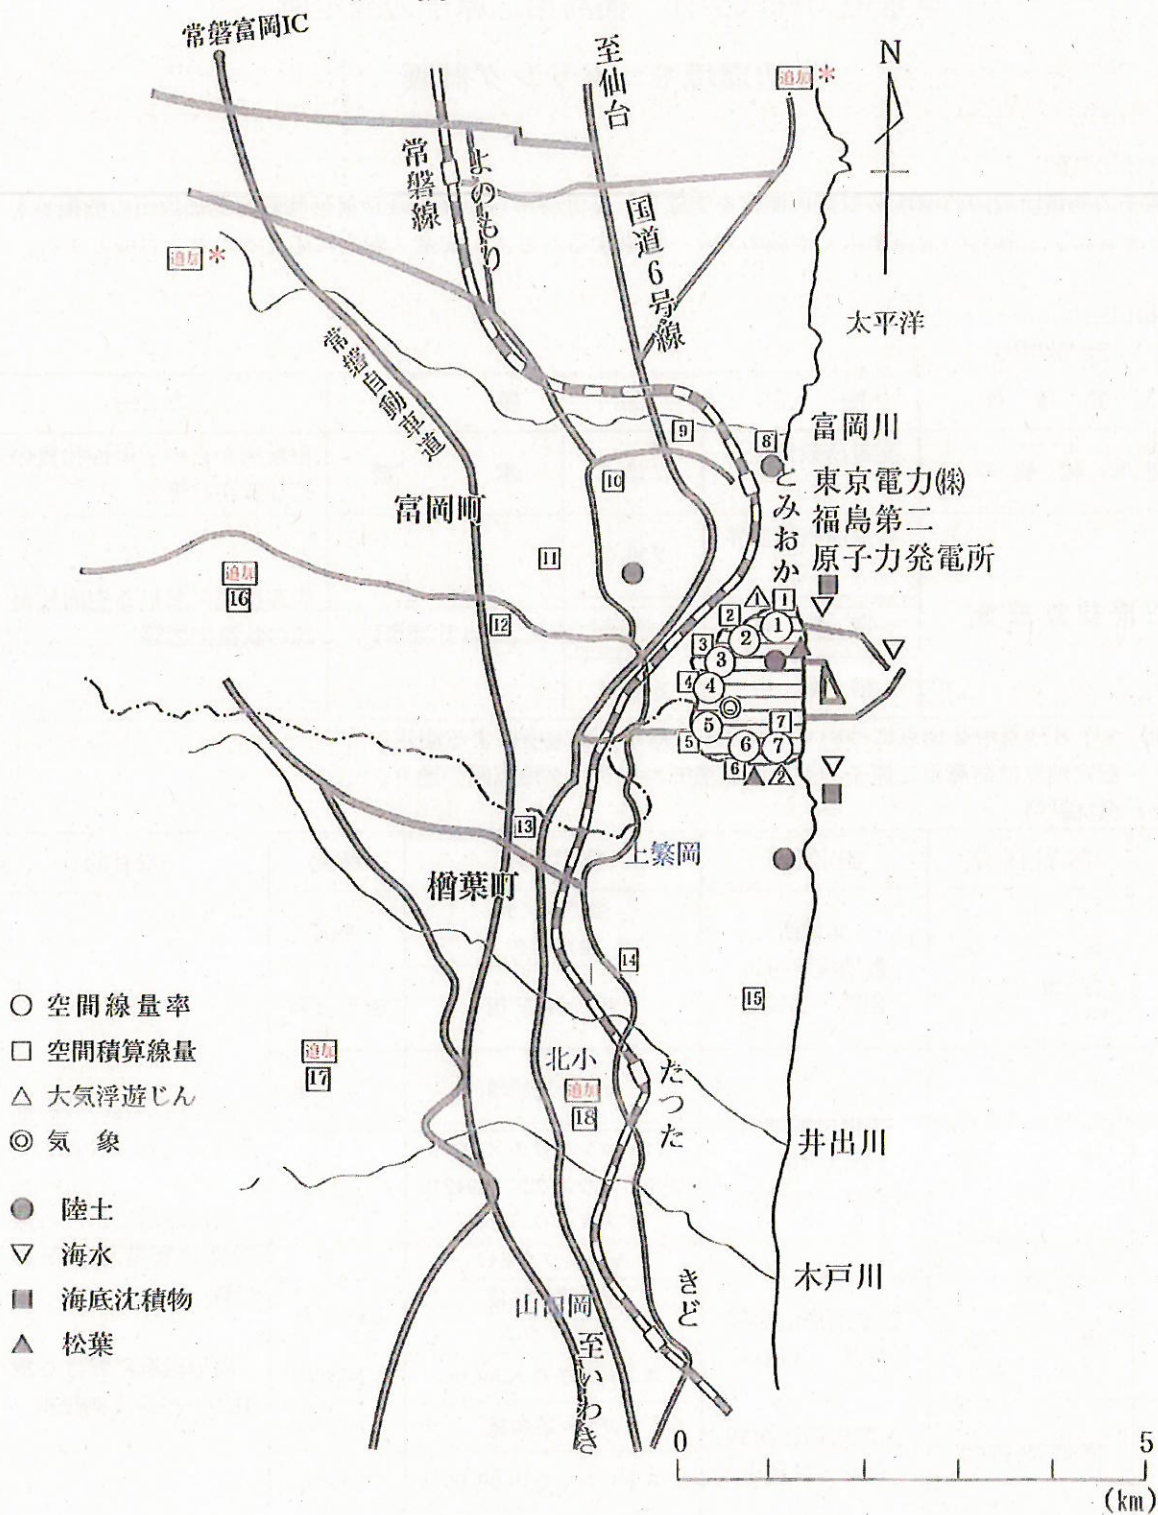 常磐富岡IC
至仙台
追加*
N
常磐線
よのもり
国道6号線
追加*
太平洋
常磐自動車道
富岡川
9
8
10
とみおか
東京電力㈱
福島第二
原子力発電所
富岡町
11
追加
16
12
1
1
2
1
2
3
3
4
4
5
5
6
7
7
6
2
13
上繁岡
楢葉町
14
15
○ 空間線量率
□ 空間積算線量
△ 大気浮遊じん
◎ 気 象
● 陸土
▽ 海水
■ 海底沈積物
▲ 松葉
追加
17
北小
追加
18
たつた
井出川
木戸川
きど
山田岡
至いわき
0 5
(km)